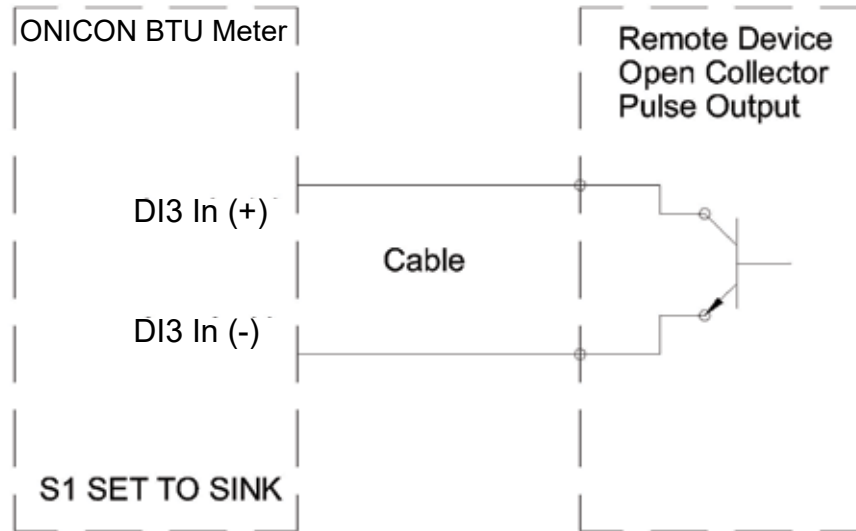 ONICON BTU Meter
Remote Device
Open Collector
Pulse Output
DI3 In (+)
Cable
DI3 In (-)
S1 SET TO SINK